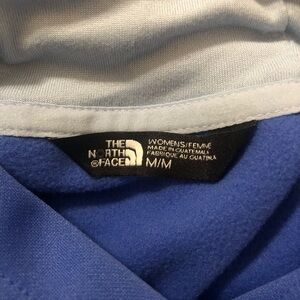 THE
NORTH
FACE
WOMENS/FEMME
MADE IN GUATEMALA
FABRIQUE AU GUATEMALA
M/M